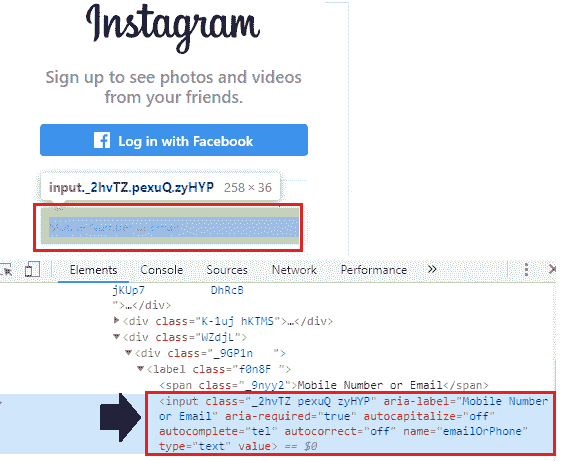 Instagram
Sign up to see photos and videos
from your friends.
Log in with Facebook
input._2hvTZ.pexuQ.zyHYP 258 × 36
Elements Console Sources Network Performance »
jKUp7 DhRcB
">…</div>
<div class="K-1uj hKTMS">…</div>
<div class="WZdjL">
<div class="_9GP1n ">
<label class="f0n8F ">
<span class="_9nyy2">Mobile Number or Email</span>
<input class="_2hvTZ pexuQ zyHYP" aria-label="Mobile Number
or Email" aria-required="true" autocapitalize="off"
autocomplete="tel" autocorrect="off" name="emailOrPhone"
type="text" value> == $0